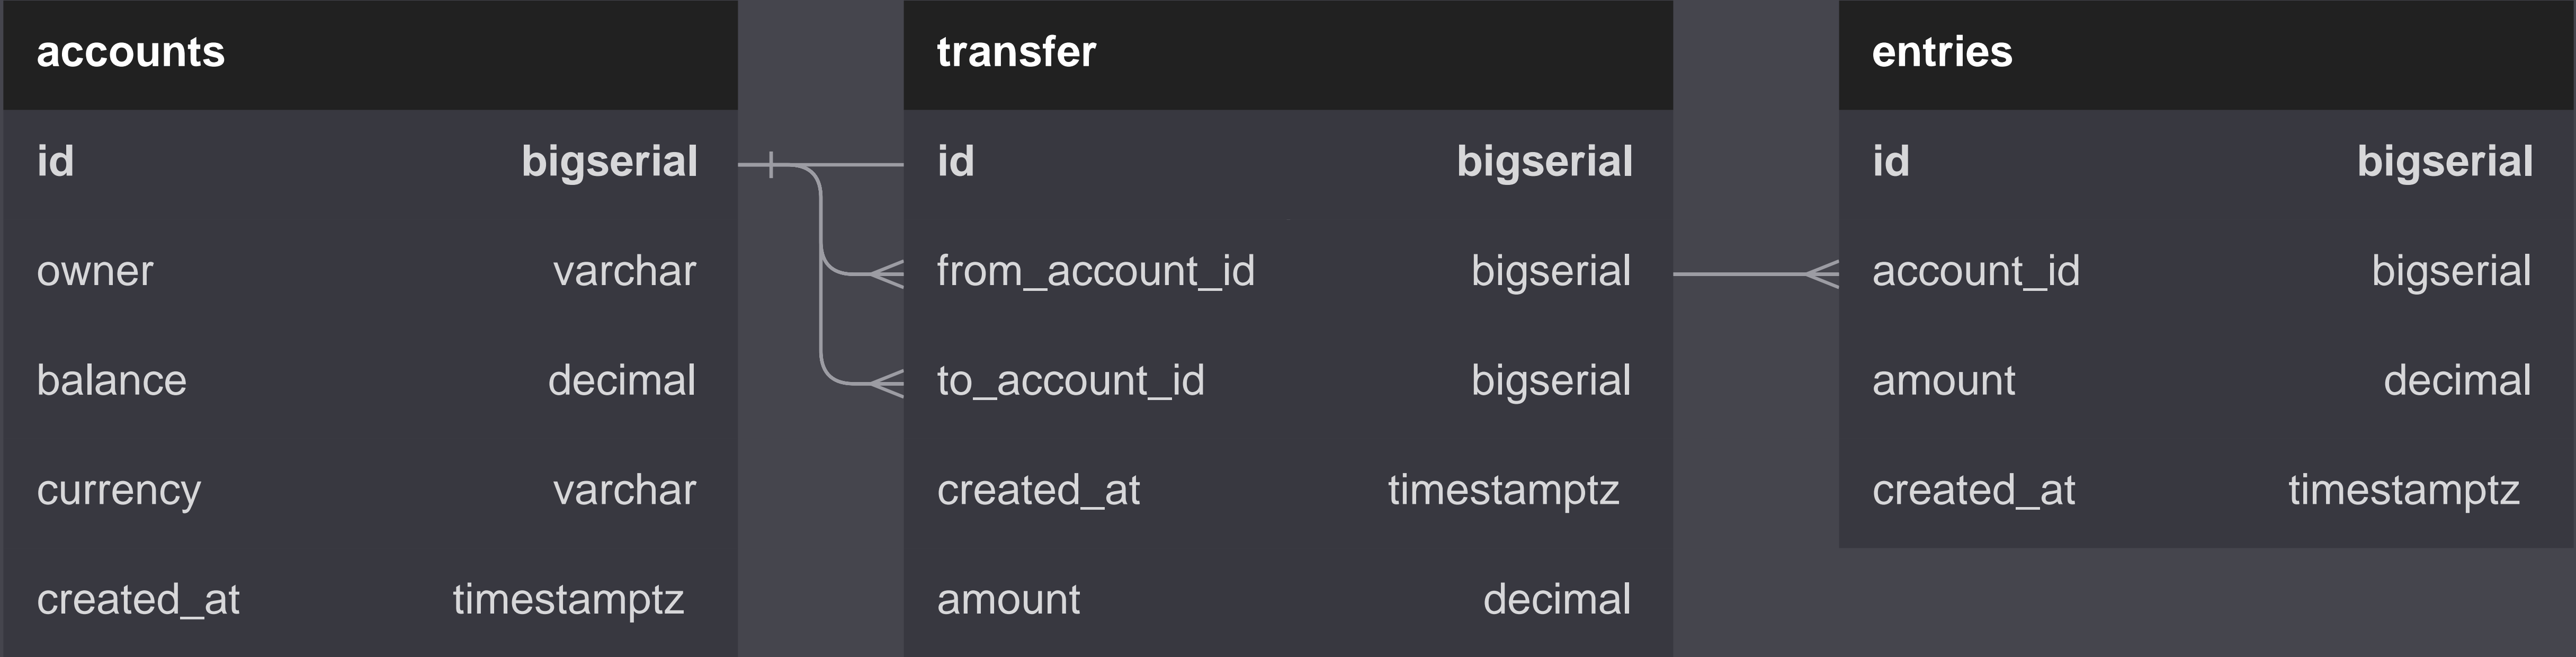 accounts
id bigserial
owner varchar
balance decimal
currency varchar
created_at timestamptz
transfer
id bigserial
from_account_id bigserial
to_account_id bigserial
created_at timestamptz
amount decimal
entries
id bigserial
account_id bigserial
amount decimal
created_at timestamptz